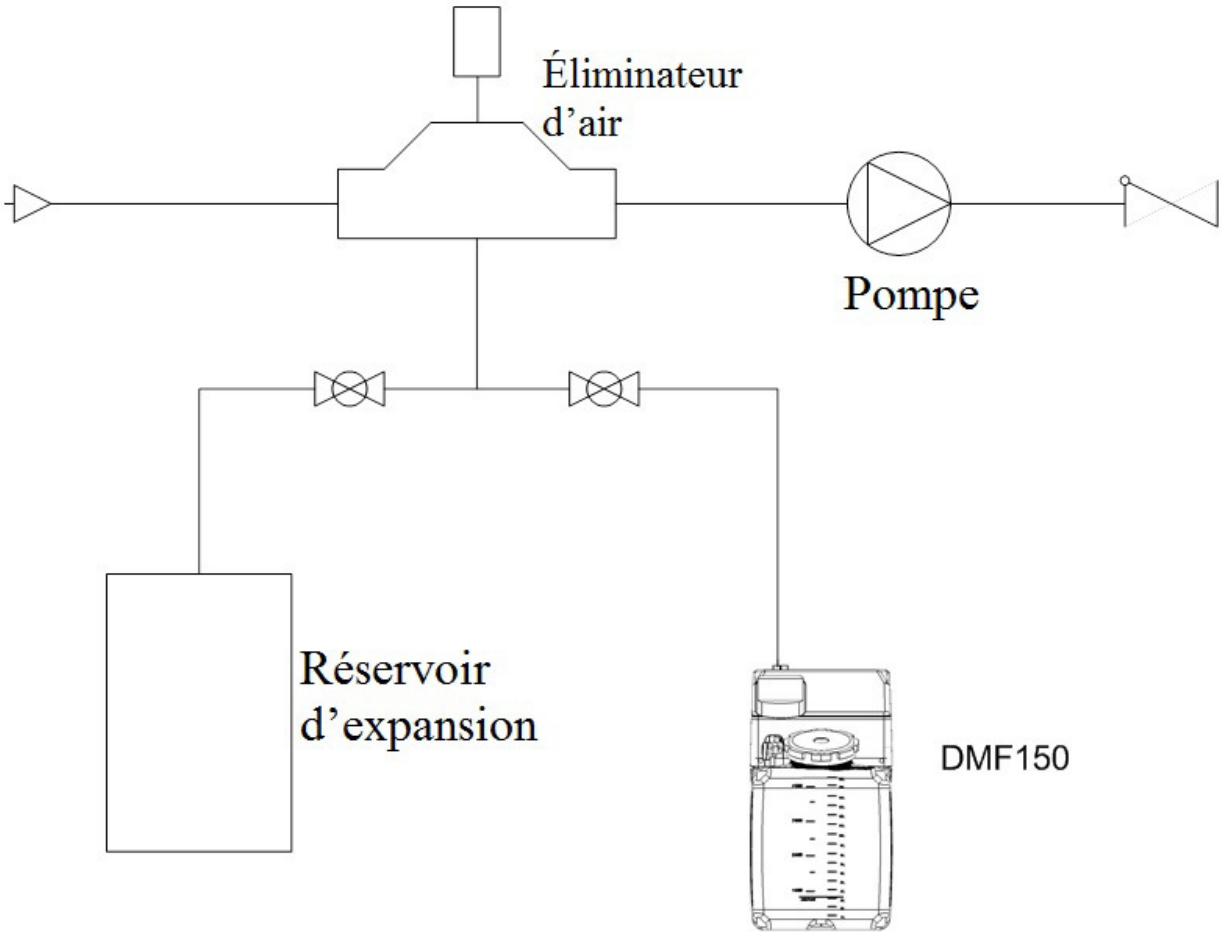 Éliminateur
d’air
Pompe
Réservoir
d’expansion
DMF150